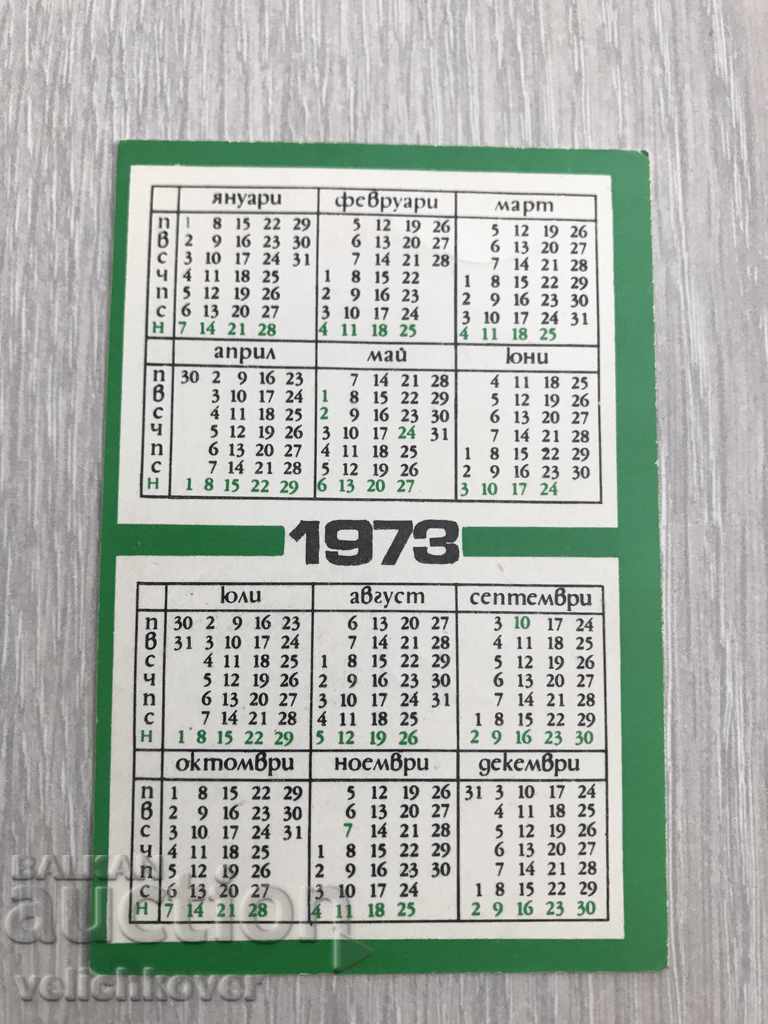 януари февруари март
п 1 8 15 22 29 5 12 19 26 5 12 19 26
в 2 9 16 23 30 6 13 20 27 6 13 20 27
с 3 10 17 24 31 7 14 21 28 7 14 21 28
ч 4 11 18 25 1 8 15 22 1 8 15 22 29
п 5 12 19 26 2 9 16 23 2 9 16 23 30
с 6 13 20 27 3 10 17 24 3 10 17 24 31
н 7 14 21 28 4 11 18 25 4 11 18 25
април май юни
п 30 2 9 16 23 7 14 21 28 4 11 18 25
в 3 10 17 24 1 8 15 22 29 5 12 19 26
с 4 11 18 25 2 9 16 23 30 6 13 20 27
ч 5 12 19 26 3 10 17 24 31 7 14 21 28
п 6 13 20 27 4 11 18 25 1 8 15 22 29
с 7 14 21 28 5 12 19 26 2 9 16 23 30
н 1 8 15 22 29 6 13 20 27 3 10 17 24
1973
юли август септември
п 30 2 9 16 23 6 13 20 27 3 10 17 24
в 31 3 10 17 24 7 14 21 28 4 11 18 25
с 4 11 18 25 1 8 15 22 29 5 12 19 26
ч 5 12 19 26 2 9 16 23 30 6 13 20 27
п 6 13 20 27 3 10 17 24 31 7 14 21 28
с 7 14 21 28 4 11 18 25 1 8 15 22 29
н 1 8 15 22 29 5 12 19 26 2 9 16 23 30
октомври ноември декември
п 1 8 15 22 29 5 12 19 26 31 3 10 17 24
в 2 9 16 23 30 6 13 20 27 4 11 18 25
с 3 10 17 24 31 7 14 21 28 5 12 19 26
ч 4 11 18 25 1 8 15 22 29 6 13 20 27
п 5 12 19 26 2 9 16 23 30 7 14 21 28
с 6 13 20 27 3 10 17 24 1 8 15 22 29
н 7 14 21 28 4 11 18 25 2 9 16 23 30
BALKAN
auction
velichkover